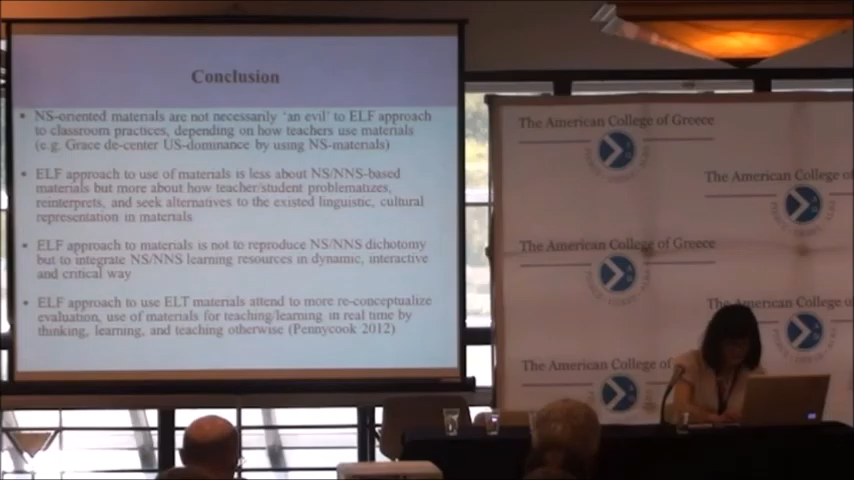 Conclusion
• NS-oriented materials are not necessarily 'an evil' to ELF approach
to classroom practices, depending on how teachers use materials
(e.g. Grace de-center US-dominance by using NS-materials)
• ELF approach to use of materials is less about NS/NNS-based
materials but more about how teacher/student problematizes,
reinterprets, and seek alternatives to the existed linguistic, cultural
representation in materials
• ELF approach to materials is not to reproduce NS/NNS dichotomy
but to integrate NS/NNS learning resources in dynamic, interactive
and critical way
• ELF approach to use ELT materials attend to more re-conceptualize
evaluation, use of materials for teaching/learning in real time by
thinking, learning, and teaching otherwise (Pennycook 2012)
The American College of Greece
The American College of Greece
The American College of Greece
The American College of
The American College of